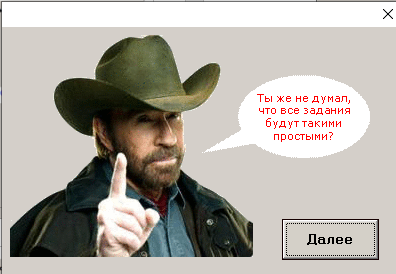 Ты же не думал,
что все задания
будут такими
простыми?
Далее